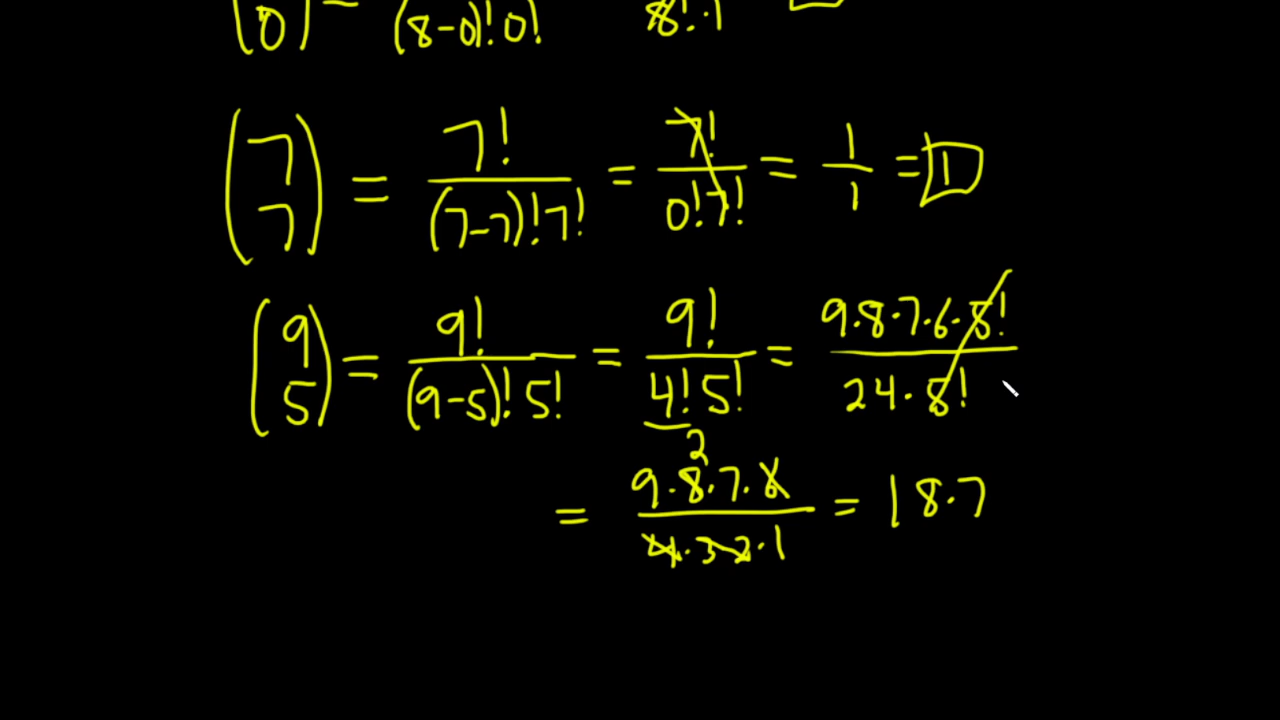 (0) = (8-0)!0! 8!·1
(7 7) = 7!/(7-7)!7! = 7!/0!7! = 1/1 = 1
(9 5) = 9!/(9-5)!5! = 9!/4!5! = 9·8·7·6·5!/24·5!
= 9·8·7·6/4·3·2·1 2 = 18·7